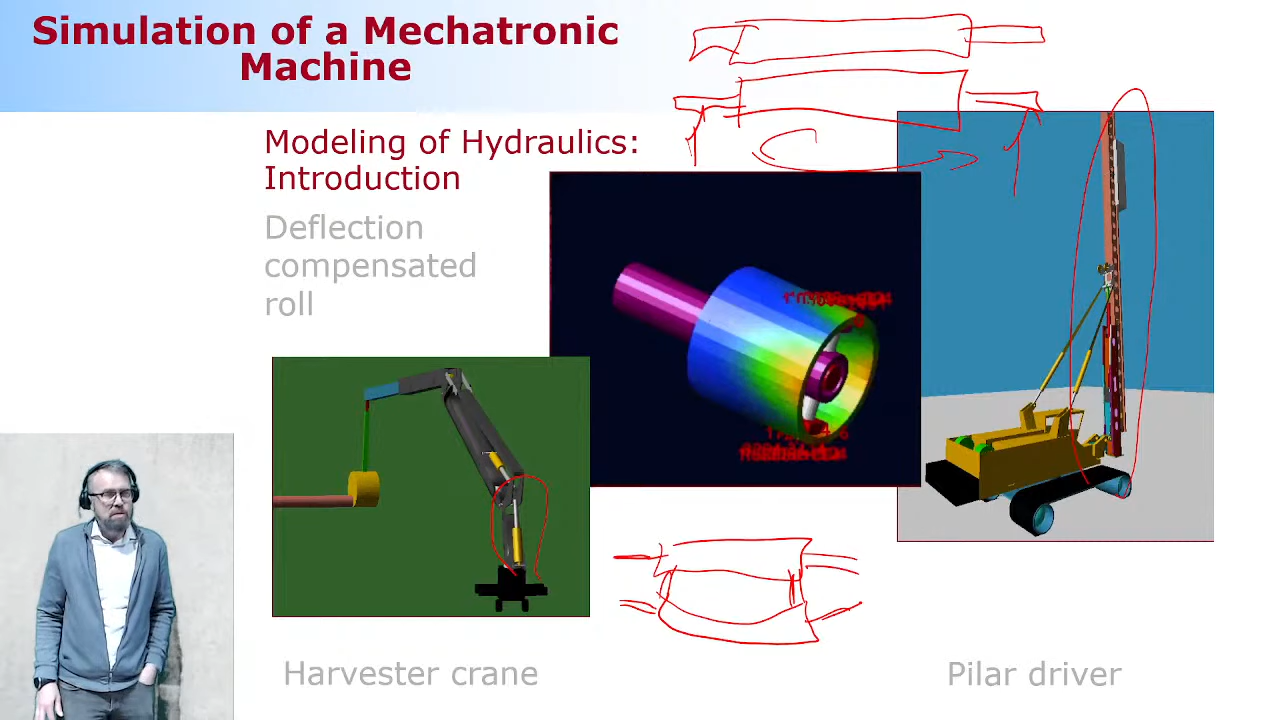 Simulation of a Mechatronic
Machine
Modeling of Hydraulics:
Introduction
Deflection
compensated
roll
Harvester crane
Pilar driver